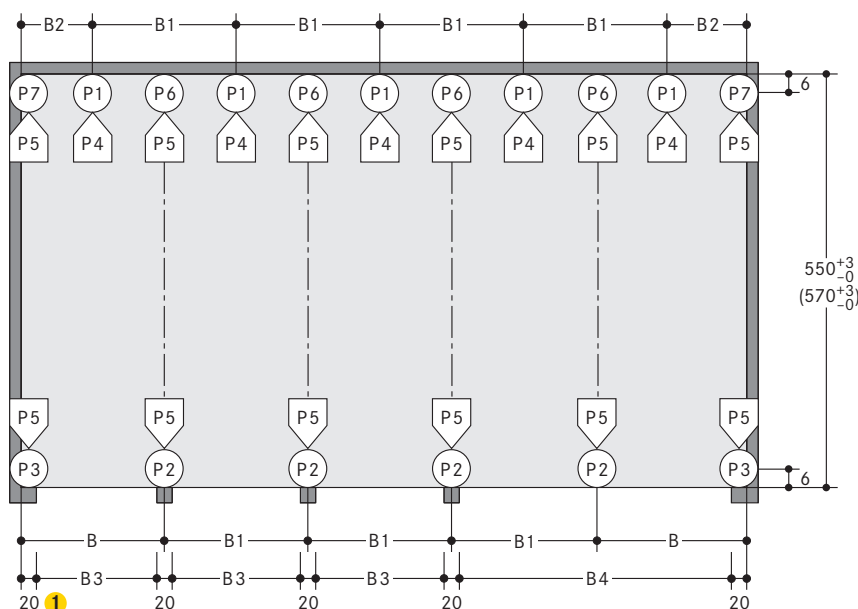 B2 B1 B1 B1 B1 B2
P7 P1 P6 P1 P6 P1 P6 P1 P6 P1 P7
6
P5 P4 P5 P4 P5 P4 P5 P4 P5 P4 P5
550+3−0
(570+3−0)
P5 P5 P5 P5 P5 P5
P3 P2 P2 P2 P2 P3
6
B B1 B1 B1 B
B3 B3 B3 B4
20 1 20 20 20 20